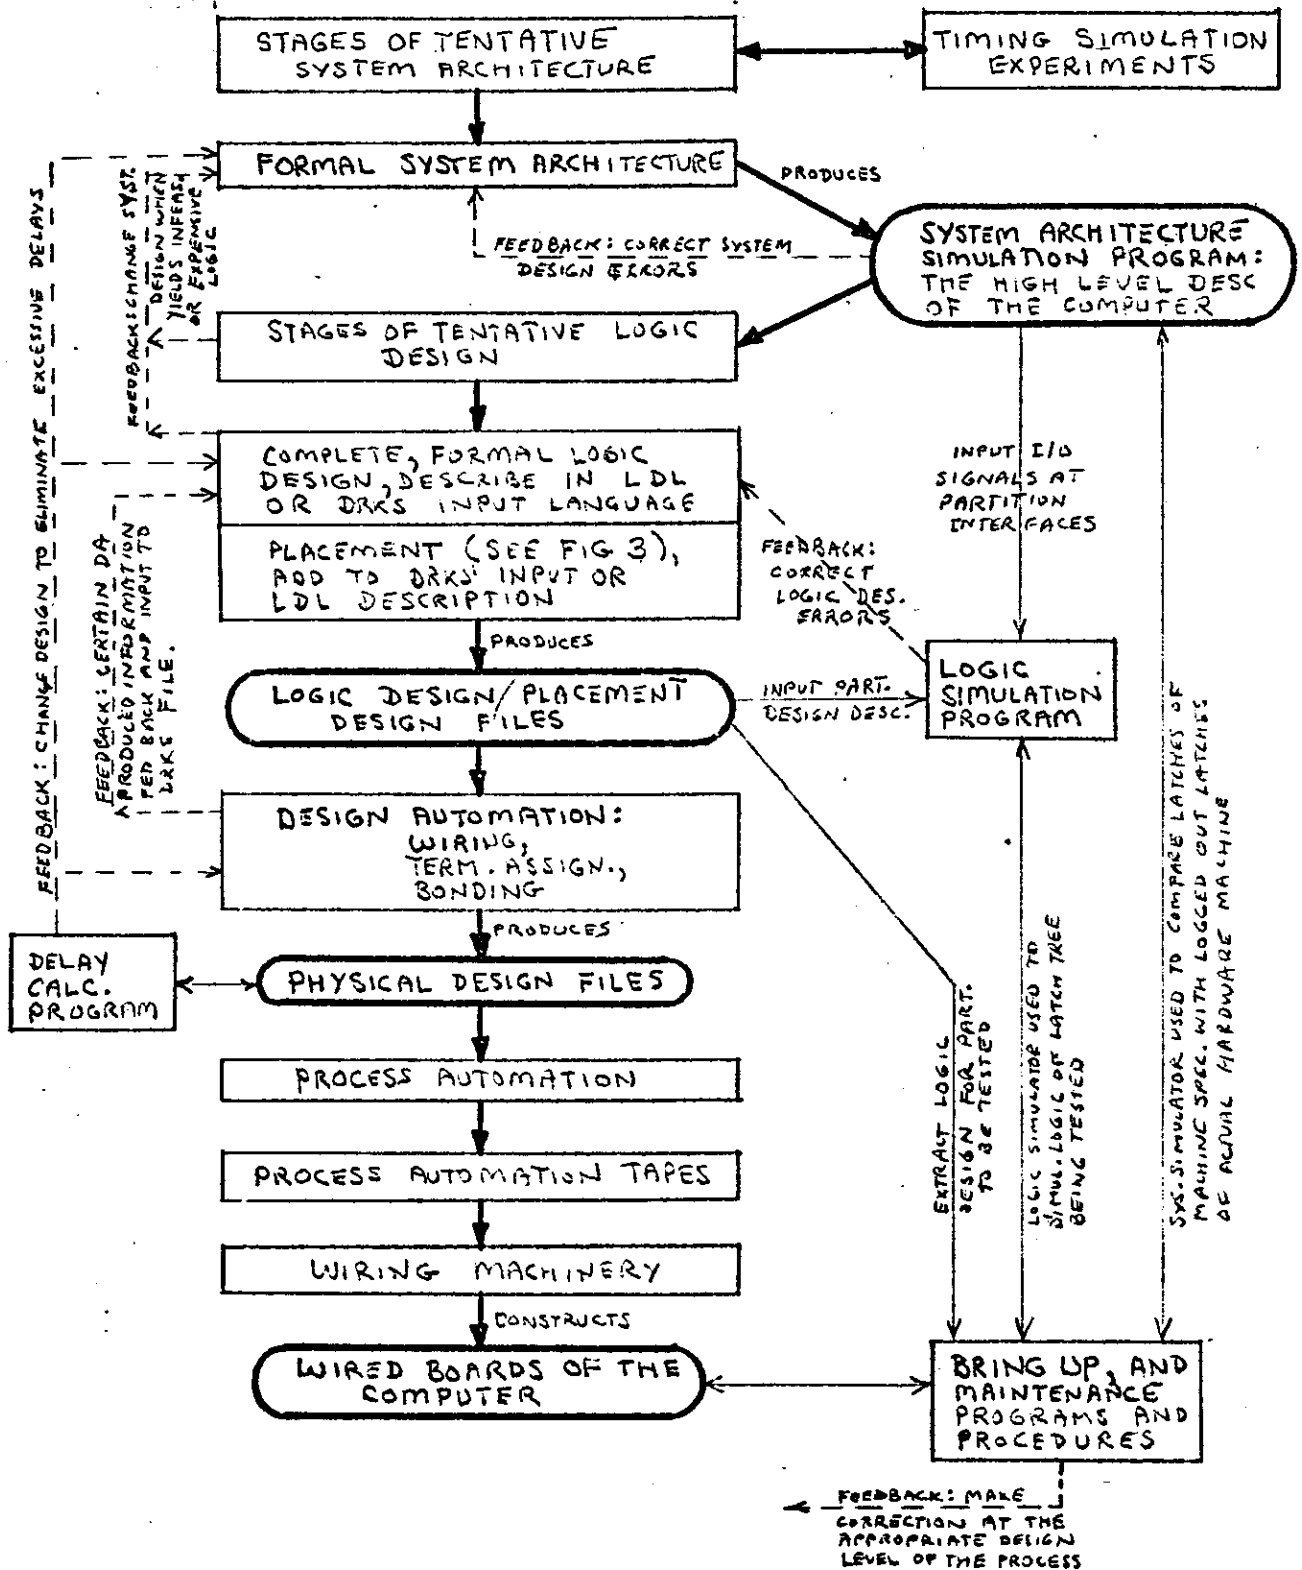 STAGES OF TENTATIVE
SYSTEM ARCHITECTURE
TIMING SIMULATION
EXPERIMENTS
FORMAL SYSTEM ARCHITECTURE
PRODUCES
SYSTEM ARCHITECTURE
SIMULATION PROGRAM:
THE HIGH LEVEL DESC
OF THE COMPUTER
FEEDBACK: CORRECT SYSTEM
DESIGN ERRORS
FEEDBACK: CHANGE SYST.
DESIGN WHEN
YIELDS INFEAS,
OR EXPENSIVE
LOGIC
STAGES OF TENTATIVE LOGIC
DESIGN
FEEDBACK: CHANGE DESIGN TO ELIMINATE EXCESSIVE DELAYS
COMPLETE, FORMAL LOGIC
DESIGN, DESCRIBE IN LDL
OR DRKS INPUT LANGUAGE
PLACEMENT (SEE FIG 3),
ADD TO DRKS' INPUT OR
LDL DESCRIPTION
INPUT I/O
SIGNALS AT
PARTITION
INTERFACES
FEEDBACK:
CORRECT
LOGIC DES.
ERRORS
FEEDBACK: CERTAIN DA
PRODUCED INFORMATION
FED BACK AND INPUT TO
DRKS FILE.
PRODUCES
LOGIC DESIGN/PLACEMENT
DESIGN FILES
INPUT PART.
DESIGN DESC.
LOGIC
SIMULATION
PROGRAM
DESIGN AUTOMATION:
WIRING,
TERM. ASSIGN.,
BONDING
PRODUCES
DELAY
CALC.
PROGRAM
PHYSICAL DESIGN FILES
PROCESS AUTOMATION
PROCESS AUTOMATION TAPES
WIRING MACHINERY
CONSTRUCTS
WIRED BOARDS OF THE
COMPUTER
EXTRACT LOGIC
DESIGN FOR PART.
TO BE TESTED
LOGIC SIMULATOR USED TO
SIMUL. LOGIC OF LATCH TREE
BEING TESTED
SYS. SIMULATOR USED TO COMPARE LATCHES OF
MACHINE SPEC. WITH LOGGED OUT LATCHES
OF ACTUAL HARDWARE MACHINE
BRING UP, AND
MAINTENANCE
PROGRAMS AND
PROCEDURES
FEEDBACK: MAKE
CORRECTION AT THE
APPROPRIATE DESIGN
LEVEL OF THE PROCESS